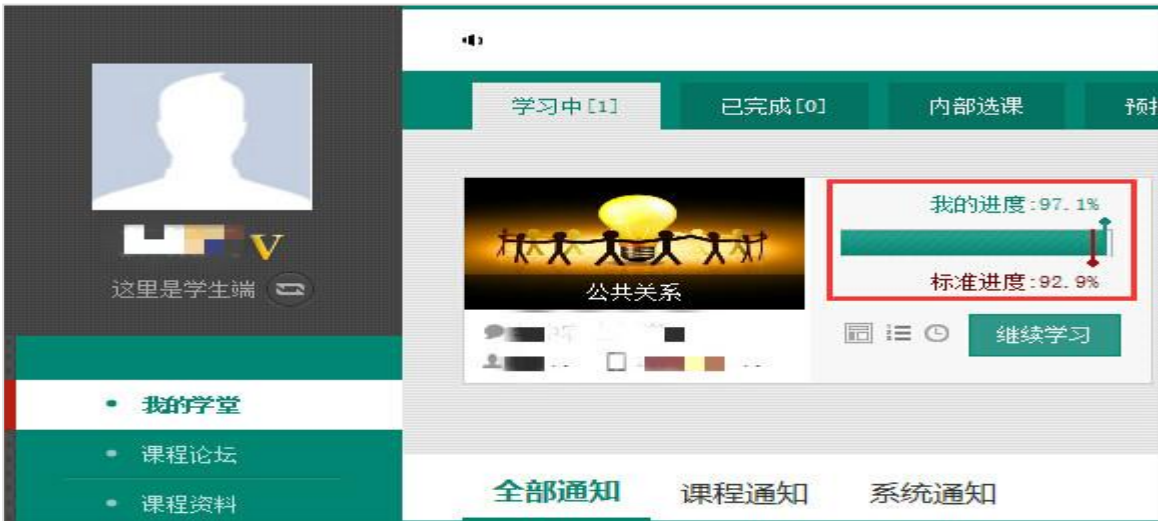 学习中[1]
已完成[0]
内部选课
我的进度:97.1%
标准进度:92.9%
公共关系
继续学习
V
这里是学生端
我的学堂
课程论坛
课程资料
全部通知
课程通知
系统通知